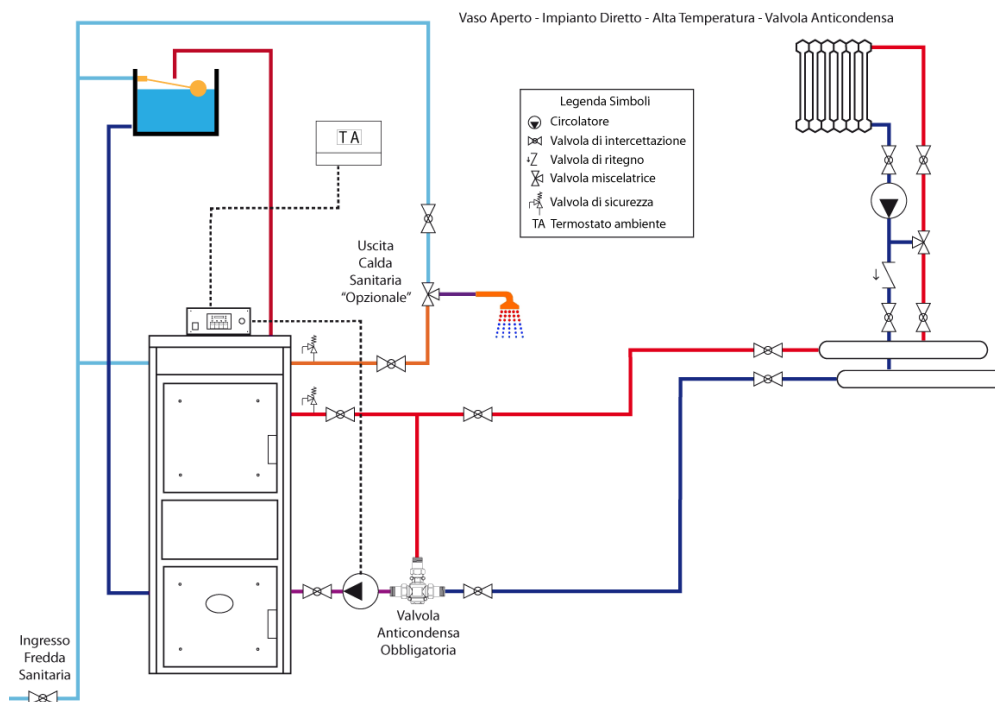 Vaso Aperto - Impianto Diretto - Alta Temperatura - Valvola Anticondensa
Legenda Simboli
Circolatore
Valvola di intercettazione
Valvola di ritegno
Valvola miscelatrice
Valvola di sicurezza
TA Termostato ambiente
TA
Uscita
Calda
Sanitaria
"Opzionale"
Valvola
Anticondensa
Obbligatoria
Ingresso
Fredda
Sanitaria